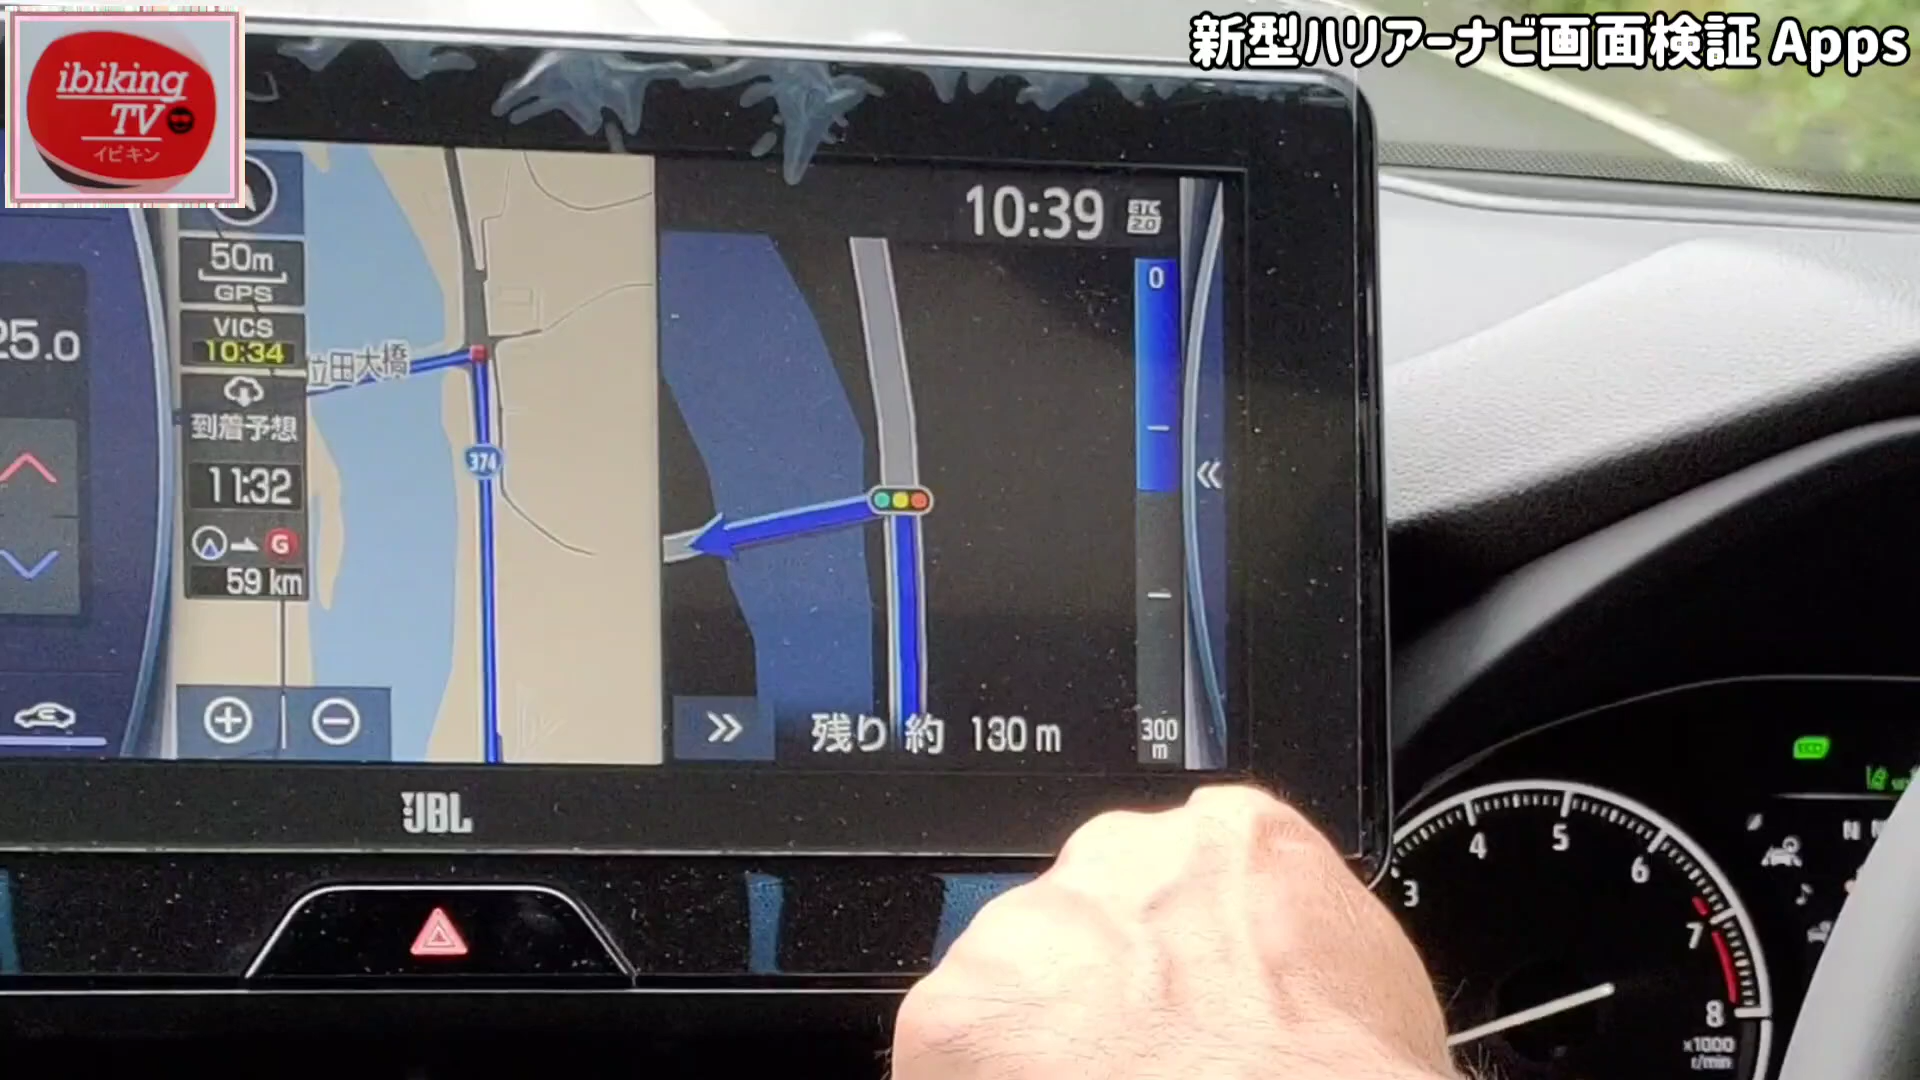 新型ハリアーナビ画面検証 Apps
ibiking
TV
イビキン
10:39
ETC
2.0
50m
GPS
VICS
10:34
位田大橋
到着予想
11:32
G
59 km
25.0
374
0
残り 約 130 m
300
m
JBL
3
4
5
6
7
8
×1000
r/min